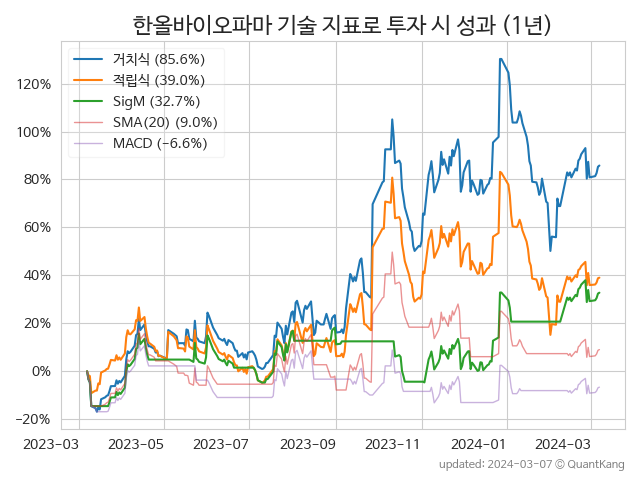 한올바이오파마 기술 지표로 투자 시 성과 (1년)
거치식 (85.6%)
적립식 (39.0%)
SigM (32.7%)
SMA(20) (9.0%)
MACD (−6.6%)
120%
100%
80%
60%
40%
20%
0%
−20%
2023-03 2023-05 2023-07 2023-09 2023-11 2024-01 2024-03
updated: 2024-03-07 ⓒ QuantKang